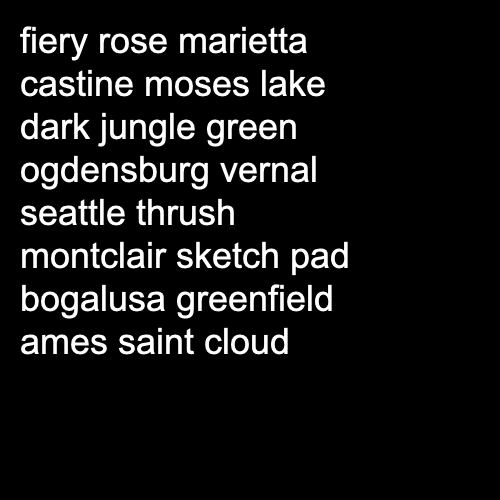 fiery rose marietta
castine moses lake
dark jungle green
ogdensburg vernal
seattle thrush
montclair sketch pad
bogalusa greenfield
ames saint cloud